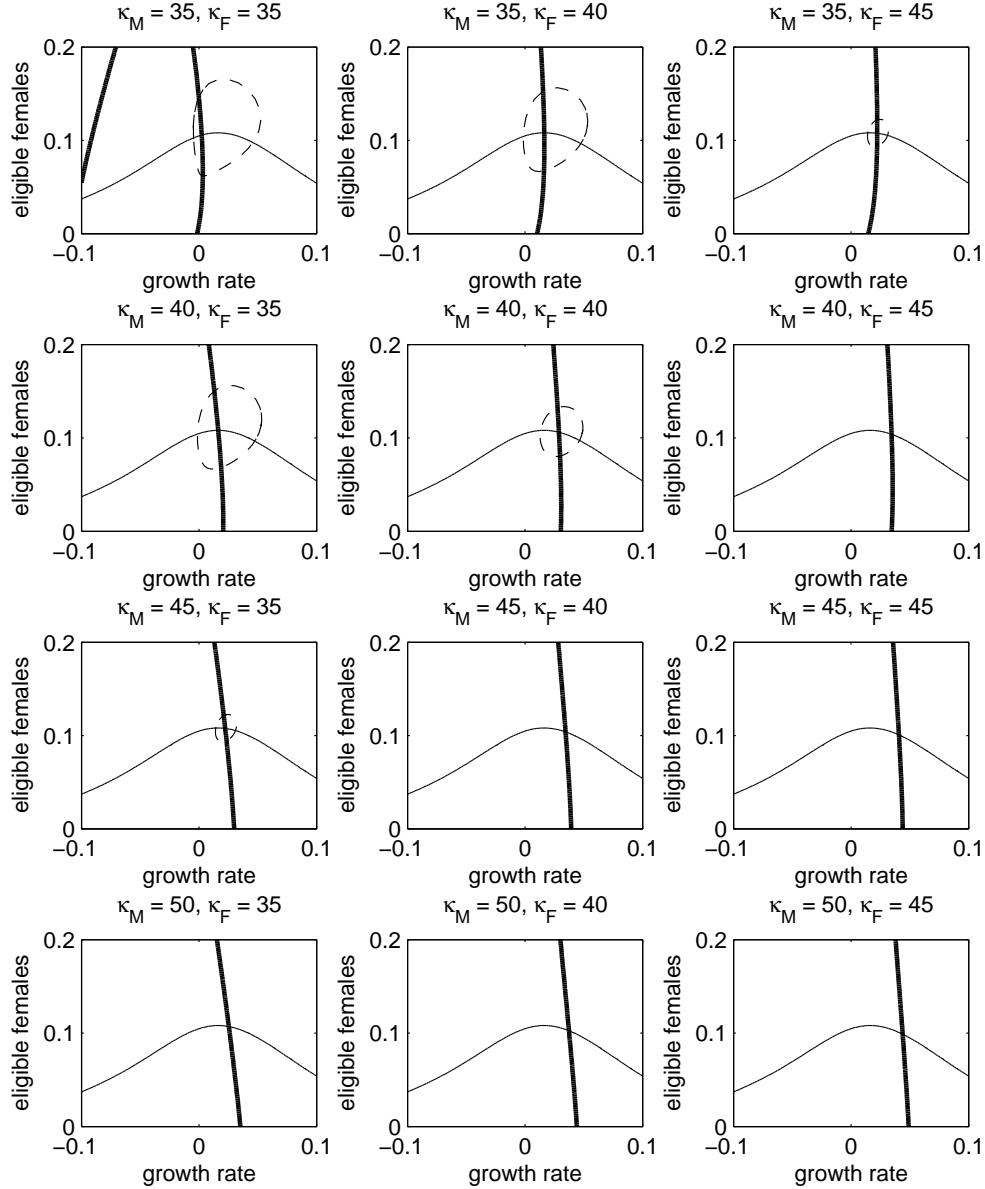 κM = 35, κF = 35
0.2
0.1
0
eligible females
−0.1 0 0.1
growth rate
κM = 35, κF = 40
0.2
0.1
0
eligible females
−0.1 0 0.1
growth rate
κM = 35, κF = 45
0.2
0.1
0
eligible females
−0.1 0 0.1
growth rate
κM = 40, κF = 35
0.2
0.1
0
eligible females
−0.1 0 0.1
growth rate
κM = 40, κF = 40
0.2
0.1
0
eligible females
−0.1 0 0.1
growth rate
κM = 40, κF = 45
0.2
0.1
0
eligible females
−0.1 0 0.1
growth rate
κM = 45, κF = 35
0.2
0.1
0
eligible females
−0.1 0 0.1
growth rate
κM = 45, κF = 40
0.2
0.1
0
eligible females
−0.1 0 0.1
growth rate
κM = 45, κF = 45
0.2
0.1
0
eligible females
−0.1 0 0.1
growth rate
κM = 50, κF = 35
0.2
0.1
0
eligible females
−0.1 0 0.1
growth rate
κM = 50, κF = 40
0.2
0.1
0
eligible females
−0.1 0 0.1
growth rate
κM = 50, κF = 45
0.2
0.1
0
eligible females
−0.1 0 0.1
growth rate